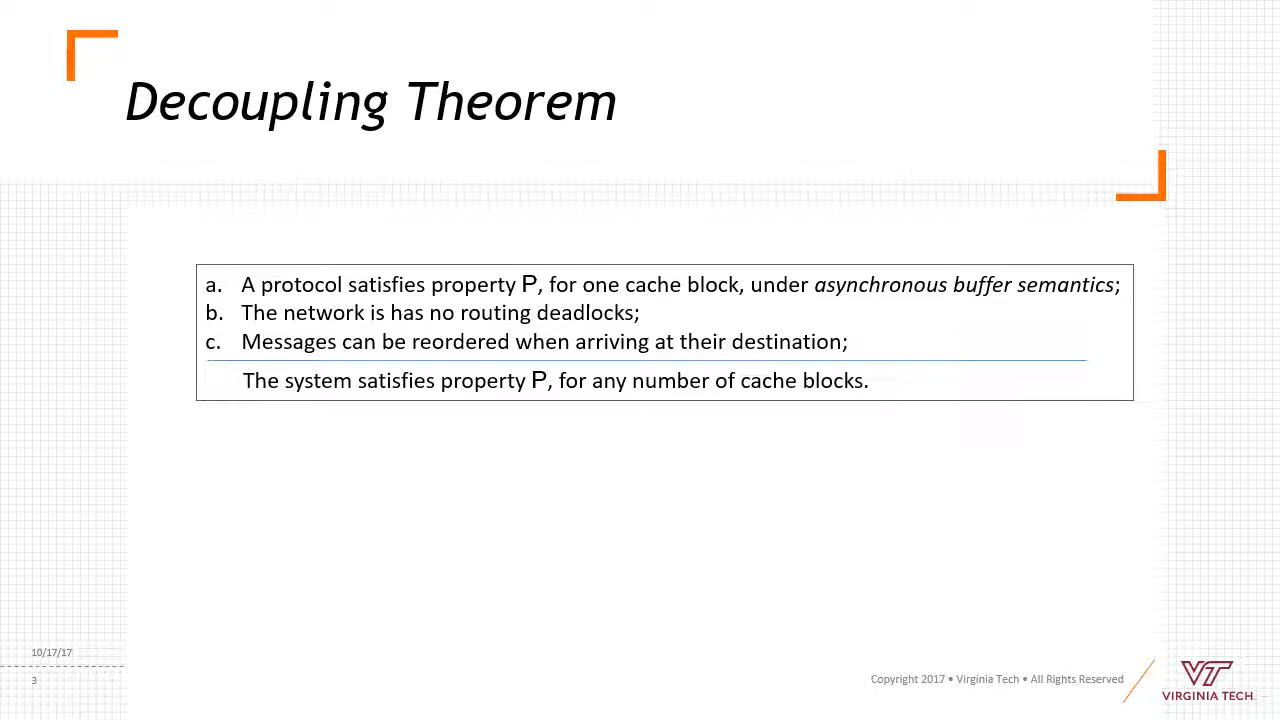 Decoupling Theorem
a. A protocol satisfies property P, for one cache block, under asynchronous buffer semantics;
b. The network is has no routing deadlocks;
c. Messages can be reordered when arriving at their destination;
The system satisfies property P, for any number of cache blocks.
10/17/17
3
Copyright 2017 • Virginia Tech • All Rights Reserved
VT
VIRGINIA TECH